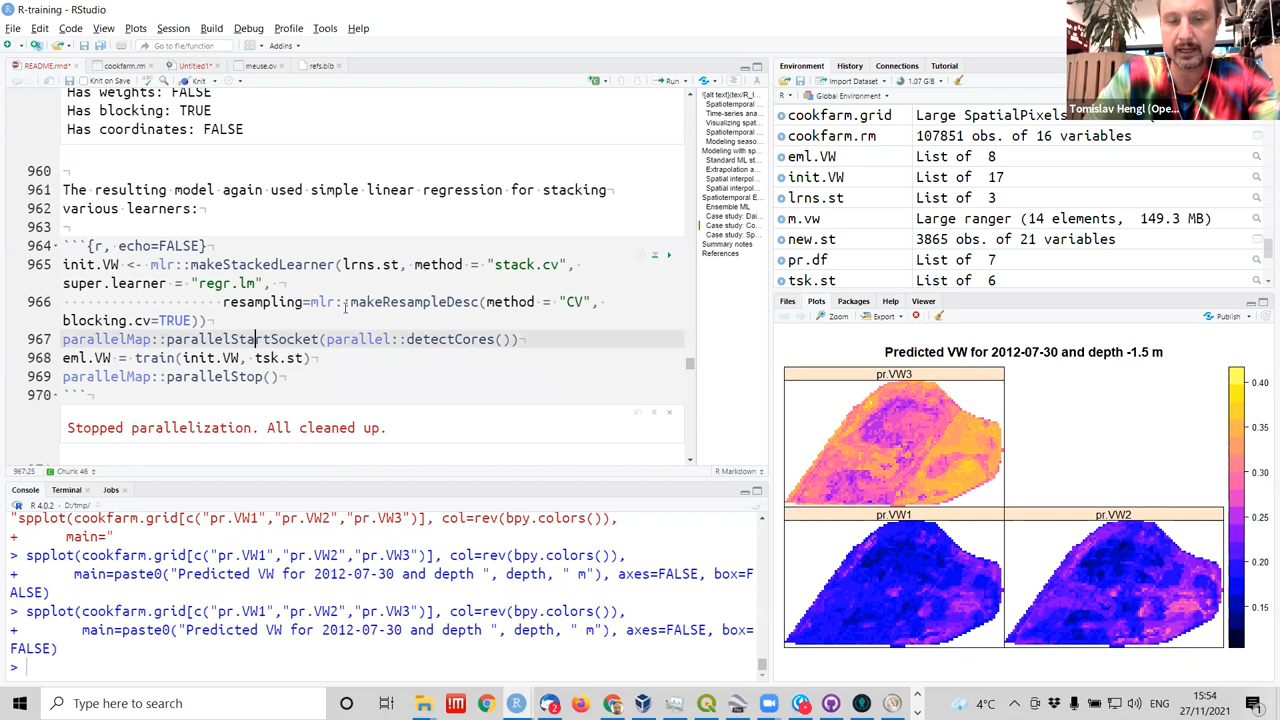 R-training - RStudio
File Edit Code View Plots Session Build Debug Profile Tools Help
Go to file/function Addins
README.rmd* cookfarm.rm Untitled1* meuse.ov refs.bib
Knit on Save Knit Run
Has weights: FALSE
Has blocking: TRUE
Has coordinates: FALSE
960
961 The resulting model again used simple linear regression for stacking
962 various learners:
963
964 ```{r, echo=FALSE}
965 init.VW <- mlr::makeStackedLearner(lrns.st, method = "stack.cv",
super.learner = "regr.lm",
966 resampling=mlr::makeResampleDesc(method = "CV",
blocking.cv=TRUE))
967 parallelMap::parallelStartSocket(parallel::detectCores())
968 eml.VW = train(init.VW, tsk.st)
969 parallelMap::parallelStop()
970 ```
Stopped parallelization. All cleaned up.
967:25 Chunk 46 R Markdown
Spatiotemporal ...
Time-series ana...
Visualizing spat...
Spatiotemporal ...
Modeling seaso...
Modeling with sp...
Standard ML st...
Extrapolation a...
Spatial interpol...
Spatial interpol...
Spatiotemporal E...
Ensemble ML
Case study: Dai...
Case study: Co...
Case study: Sp...
Summary notes
References
Console Terminal Jobs
R 4.0.2 · D:/tmp/
"spplot(cookfarm.grid[c("pr.VW1","pr.VW2","pr.VW3")], col=rev(bpy.colors()),
+ main="
> spplot(cookfarm.grid[c("pr.VW1","pr.VW2","pr.VW3")], col=rev(bpy.colors()),
+ main=paste0("Predicted VW for 2012-07-30 and depth ", depth, " m"), axes=FALSE, box=F
ALSE)
> spplot(cookfarm.grid[c("pr.VW1","pr.VW2","pr.VW3")], col=rev(bpy.colors()),
+ main=paste0("Predicted VW for 2012-07-30 and depth ", depth, " m"), axes=FALSE, box=
FALSE)
>
Tomislav Hengl (Ope...
Environment History Connections Tutorial
Import Dataset 1.07 GiB
R Global Environment
cookfarm.grid Large SpatialPixels
cookfarm.rm 107851 obs. of 16 variables
eml.VW List of 8
init.VW List of 17
lrns.st List of 3
m.vw Large ranger (14 elements, 149.3 MB)
new.st 3865 obs. of 21 variables
pr.df List of 7
tsk.st List of 6
Files Plots Packages Help Viewer
Zoom Export Publish
Predicted VW for 2012-07-30 and depth -1.5 m
pr.VW3
pr.VW1 pr.VW2
0.40
0.35
0.30
0.25
0.20
0.15
Type here to search
4°C ENG 15:54
27/11/2021